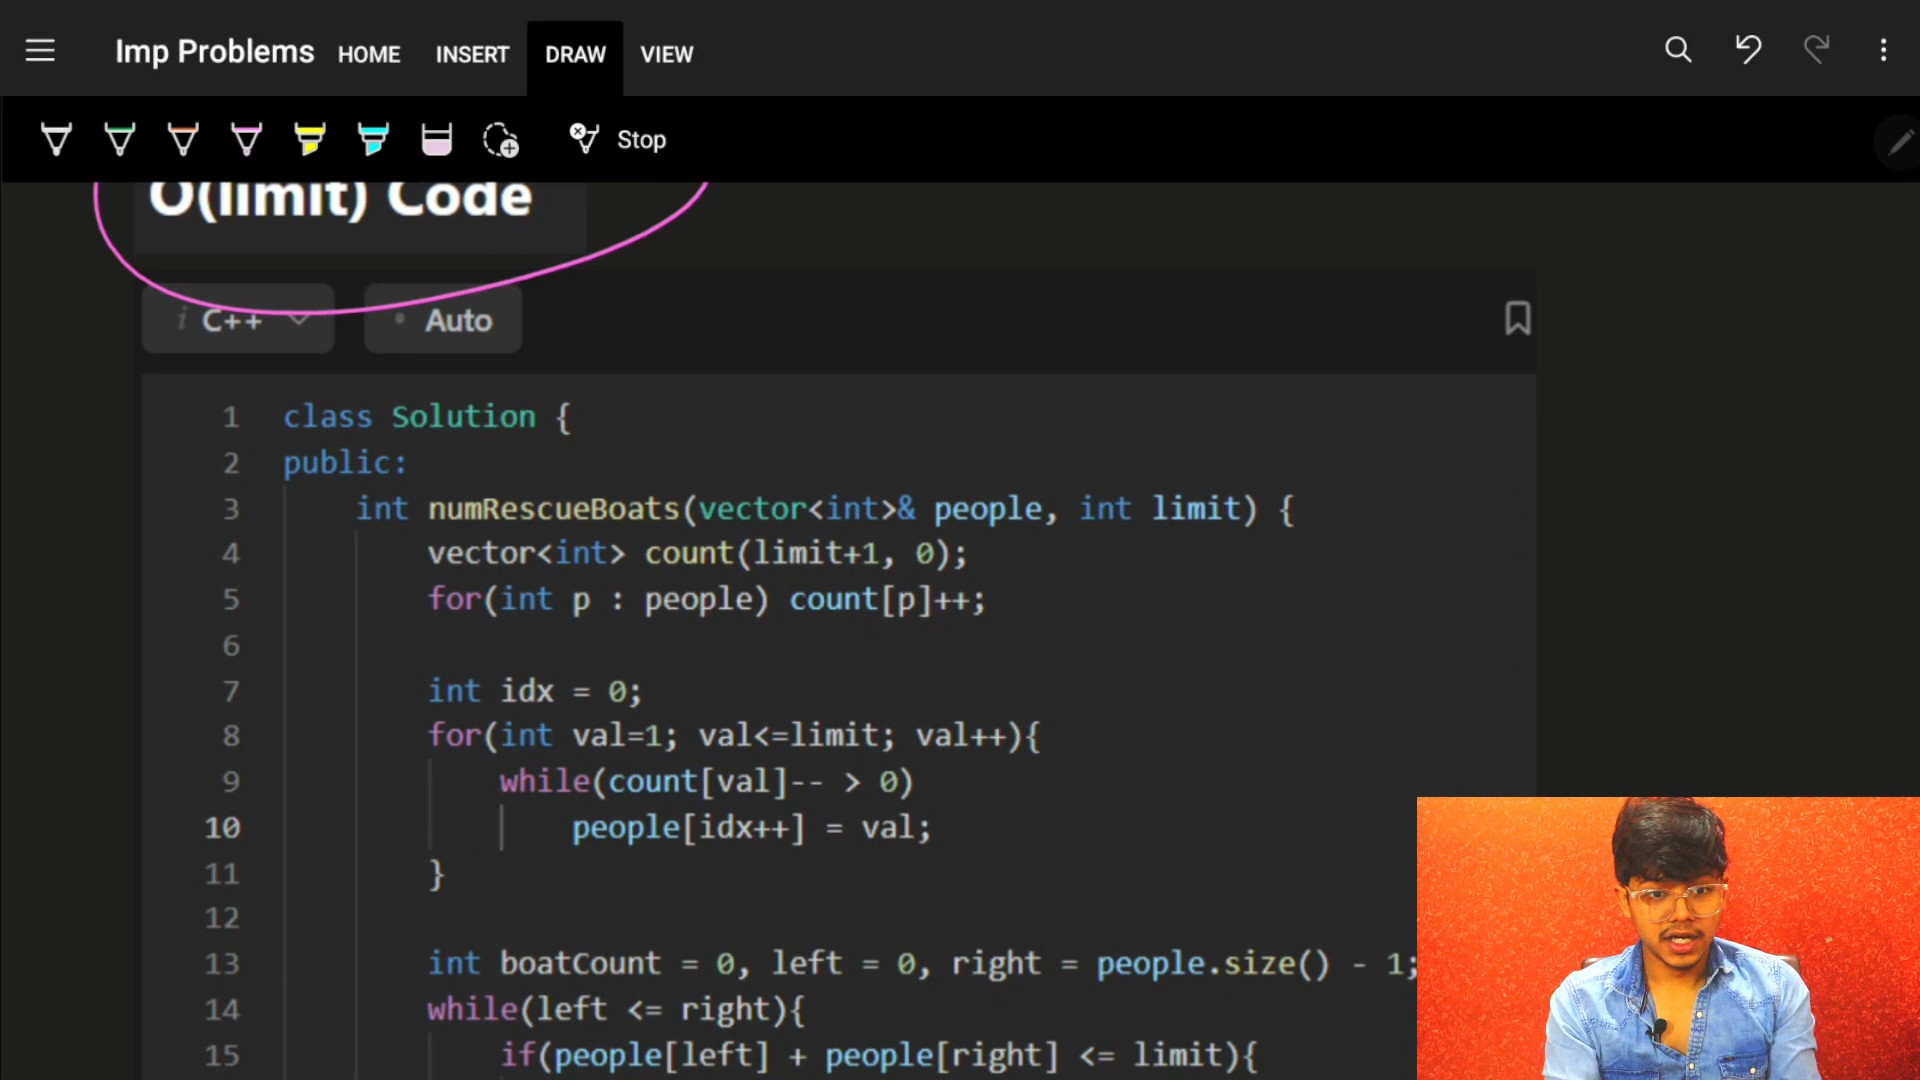 Imp Problems HOME INSERT DRAW VIEW
Stop
O(limit) Code
i C++ Auto
1 class Solution {
2 public:
3 int numRescueBoats(vector<int>& people, int limit) {
4 vector<int> count(limit+1, 0);
5 for(int p : people) count[p]++;
6
7 int idx = 0;
8 for(int val=1; val<=limit; val++){
9 while(count[val]-- > 0)
10 people[idx++] = val;
11 }
12
13 int boatCount = 0, left = 0, right = people.size() - 1;
14 while(left <= right){
15 if(people[left] + people[right] <= limit){